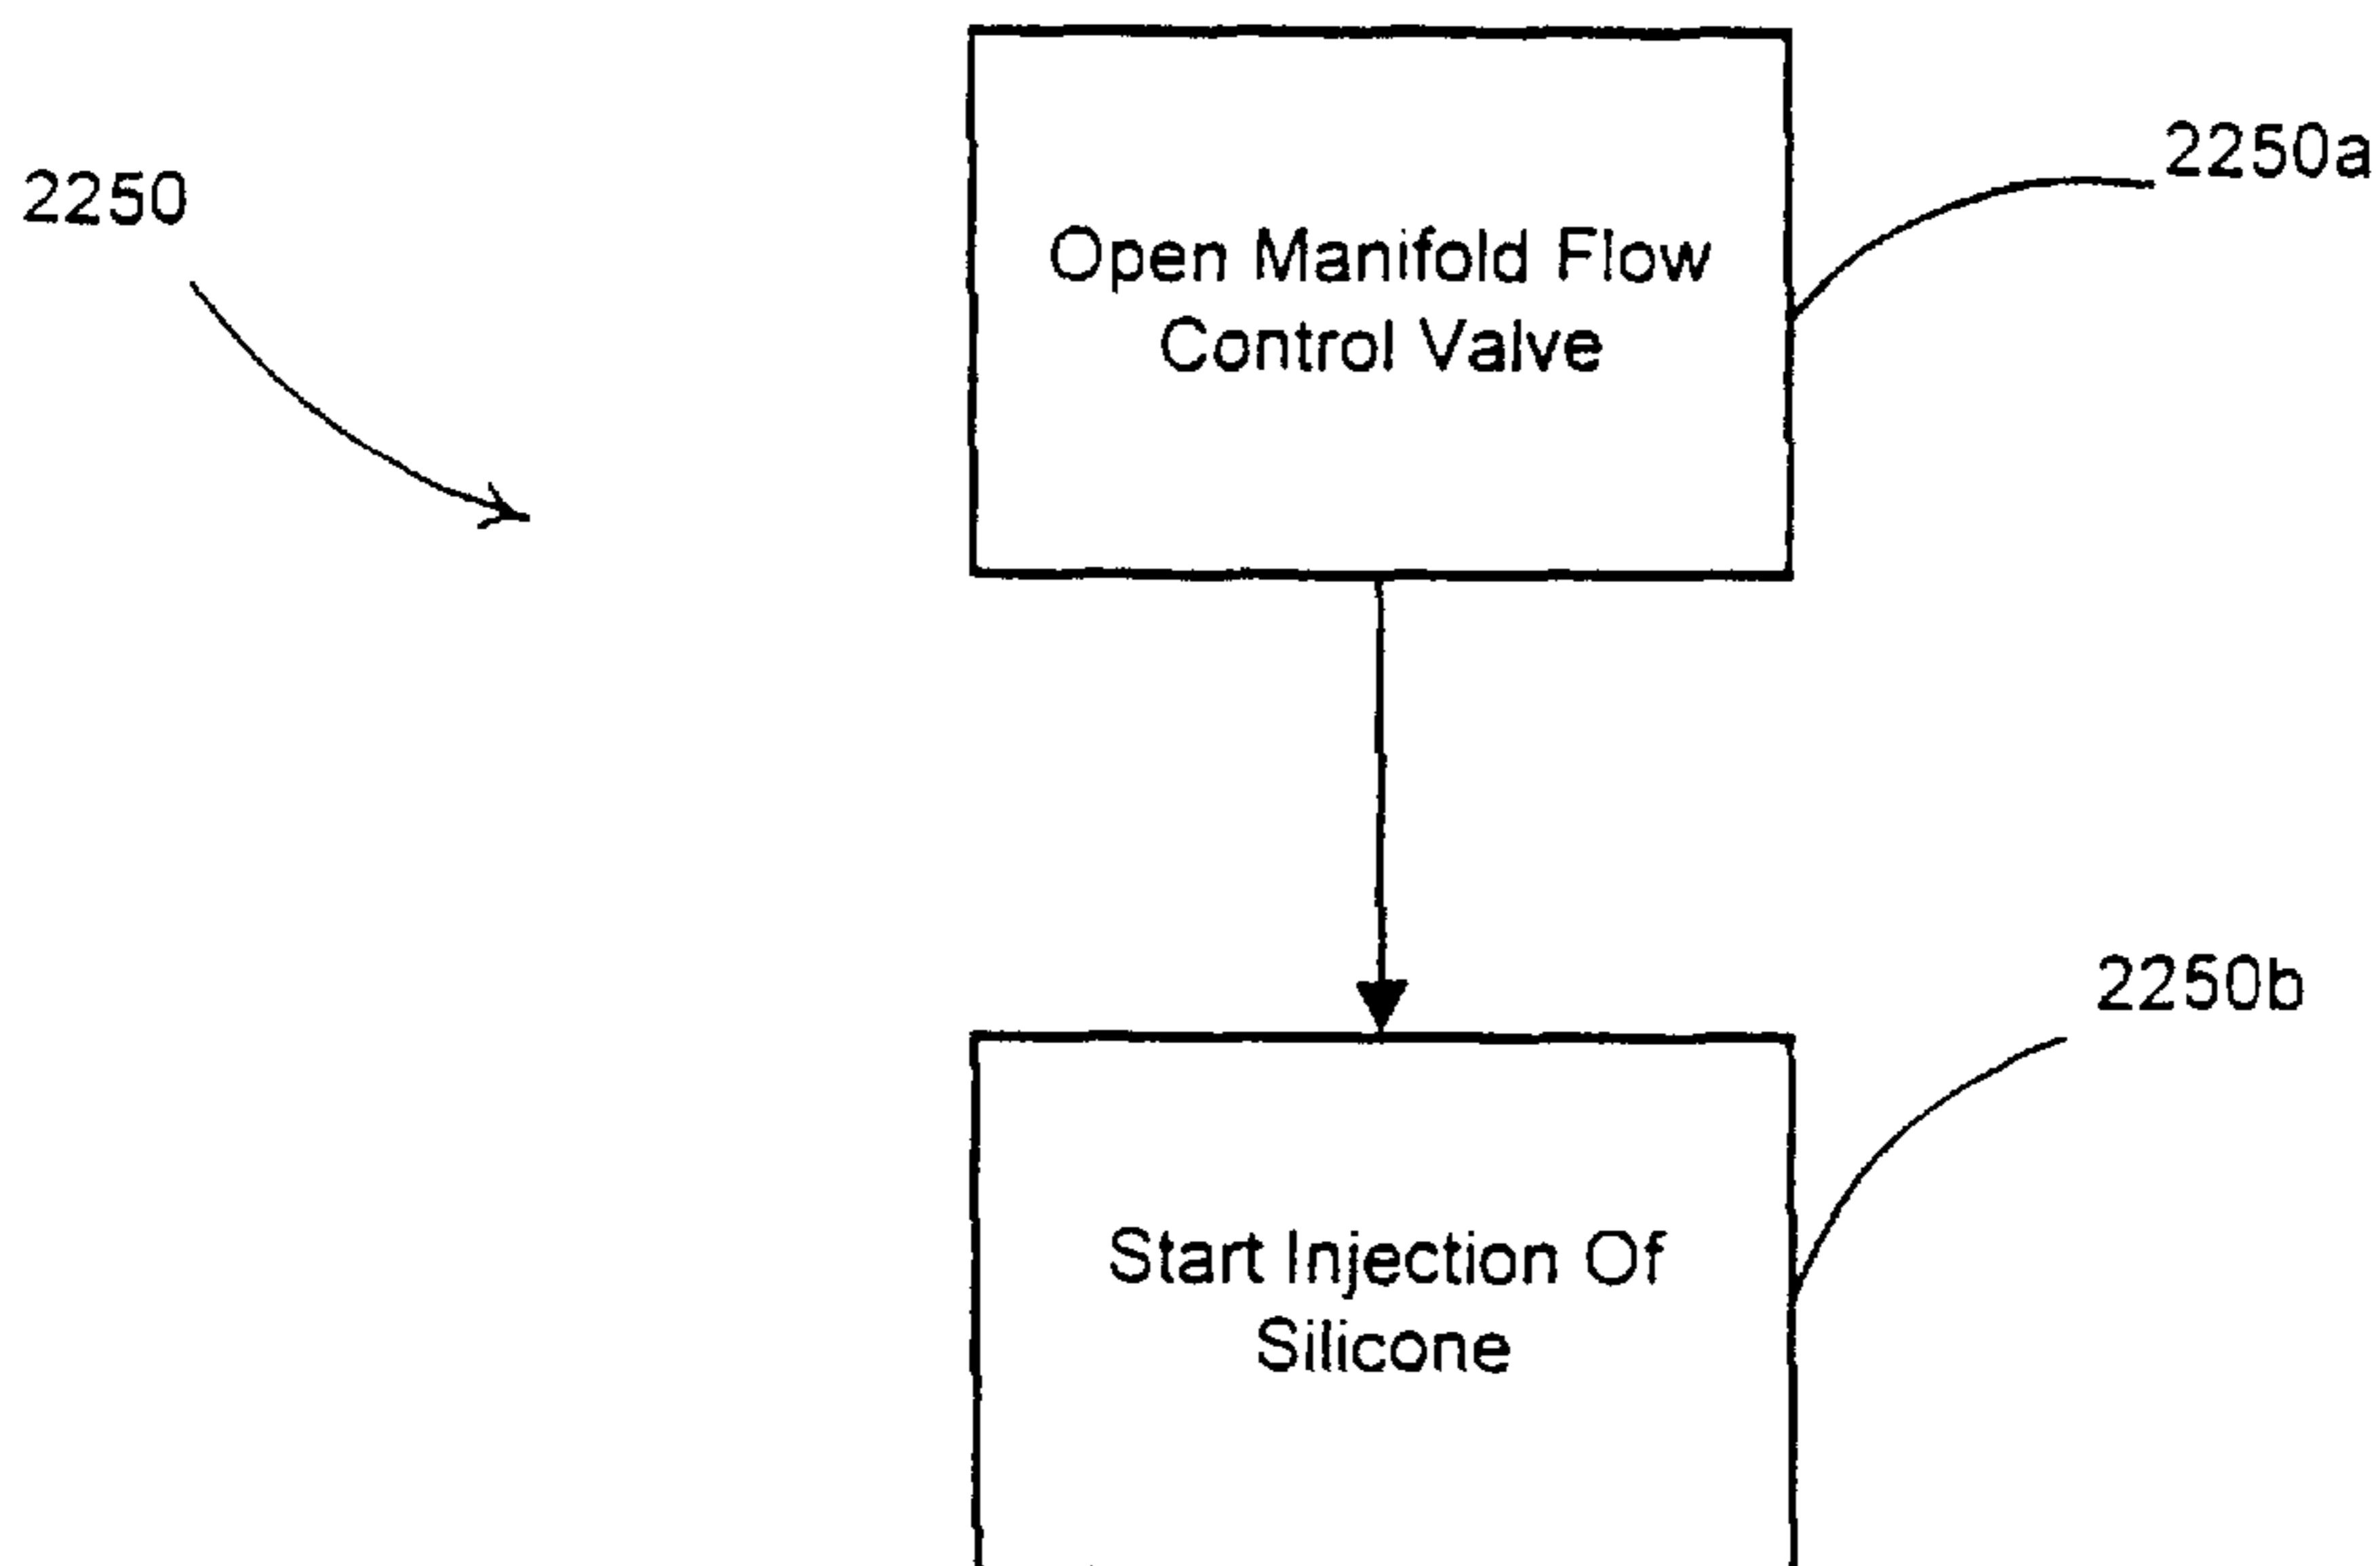 2250
2250a
Open Manifold Flow
Control Valve
2250b
Start Injection Of
Silicone